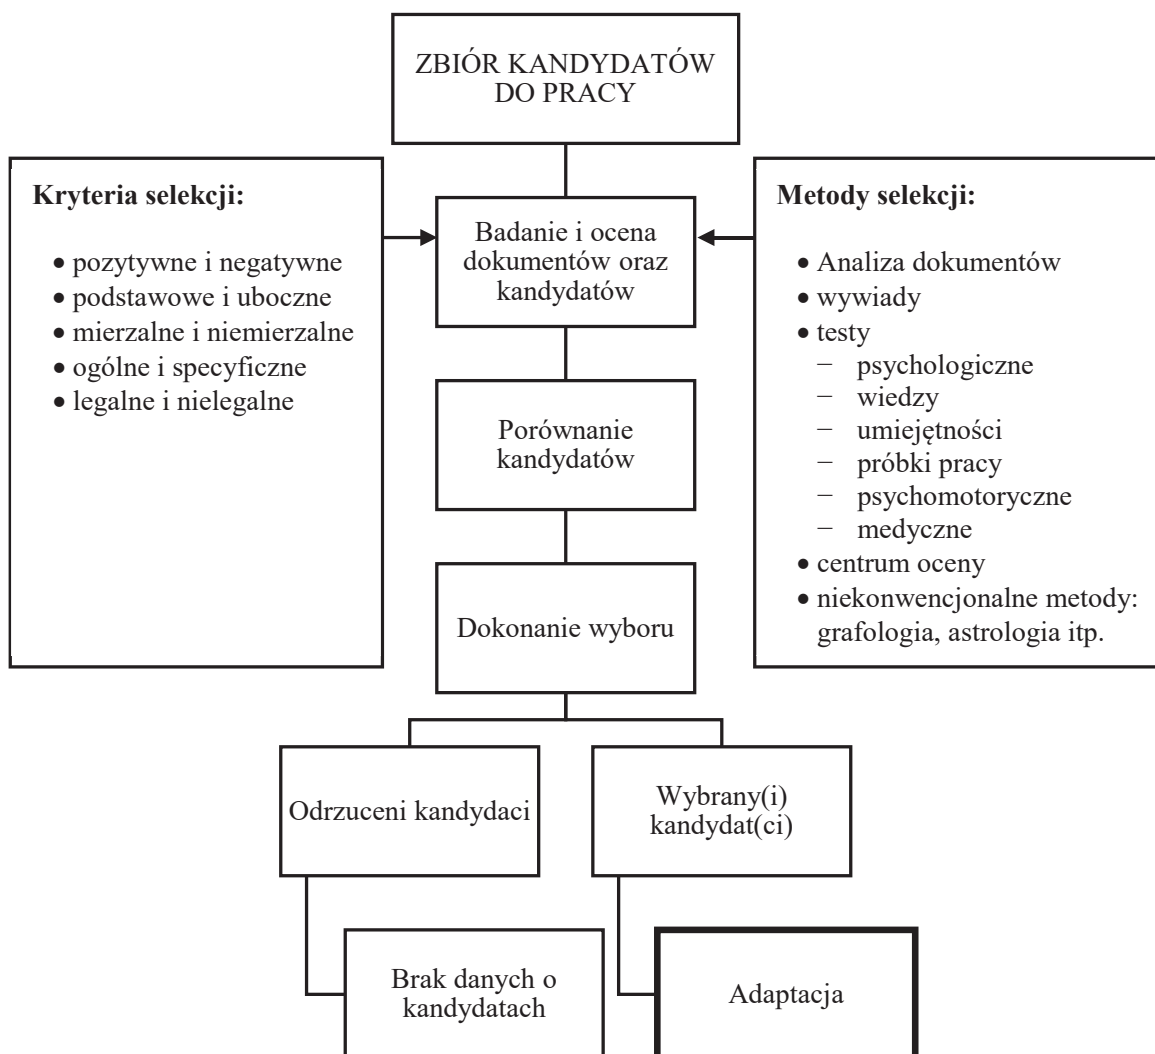 ZBIÓR KANDYDATÓW
DO PRACY
Kryteria selekcji:
• pozytywne i negatywne
• podstawowe i uboczne
• mierzalne i niemierzalne
• ogólne i specyficzne
• legalne i nielegalne
Badanie i ocena
dokumentów oraz
kandydatów
Metody selekcji:
• Analiza dokumentów
• wywiady
• testy
− psychologiczne
− wiedzy
− umiejętności
− próbki pracy
− psychomotoryczne
− medyczne
• centrum oceny
• niekonwencjonalne metody:
grafologia, astrologia itp.
Porównanie
kandydatów
Dokonanie wyboru
Odrzuceni kandydaci
Wybrany(i)
kandydat(ci)
Brak danych o
kandydatach
Adaptacja